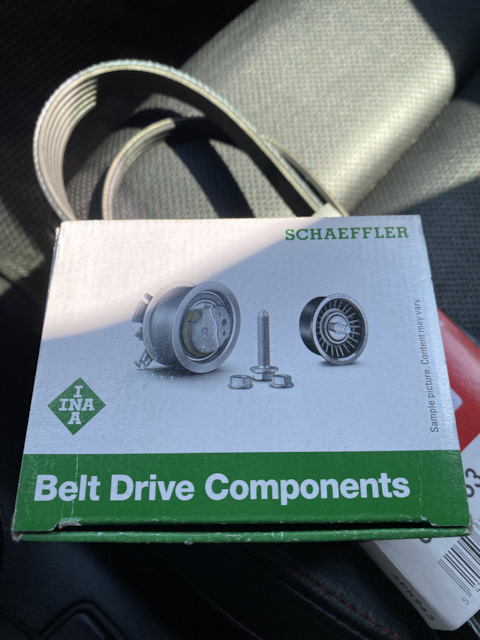 SCHAEFFLER
I
INA
A
Sample picture. Content may vary.
Belt Drive Components